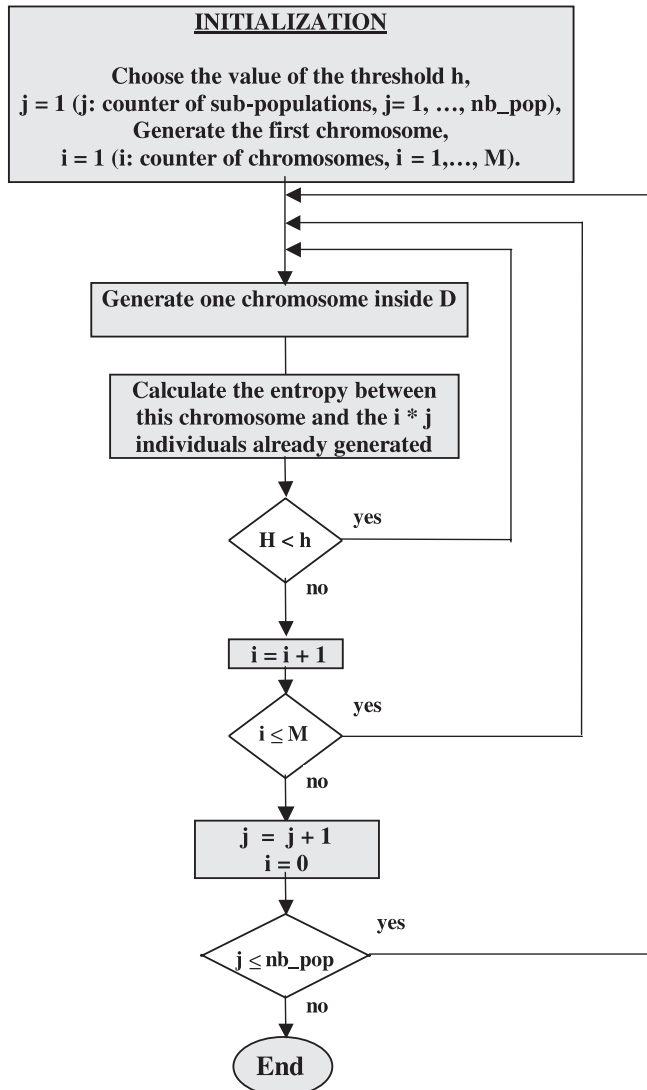 INITIALIZATION
Choose the value of the threshold h,
j = 1 (j: counter of sub-populations, j= 1, …, nb_pop),
Generate the first chromosome,
i = 1 (i: counter of chromosomes, i = 1,…, M).
Generate one chromosome inside D
Calculate the entropy between
this chromosome and the i * j
individuals already generated
yes
H < h
no
i = i + 1
yes
i ≤ M
no
j = j + 1
i = 0
yes
j ≤ nb_pop
no
End